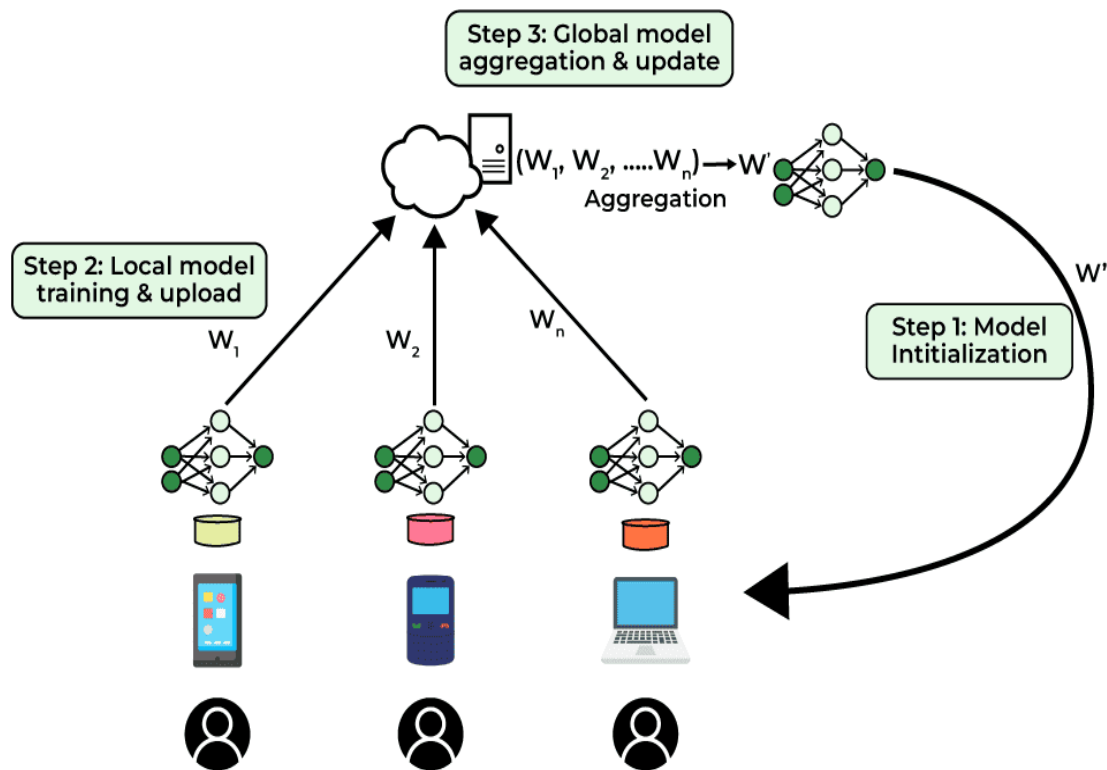 Step 3: Global model
aggregation & update
(W₁, W₂, .....Wₙ) → W'
Aggregation
Step 2: Local model
training & upload
W'
Step 1: Model
Intitialization
W₁
W₂
Wₙ